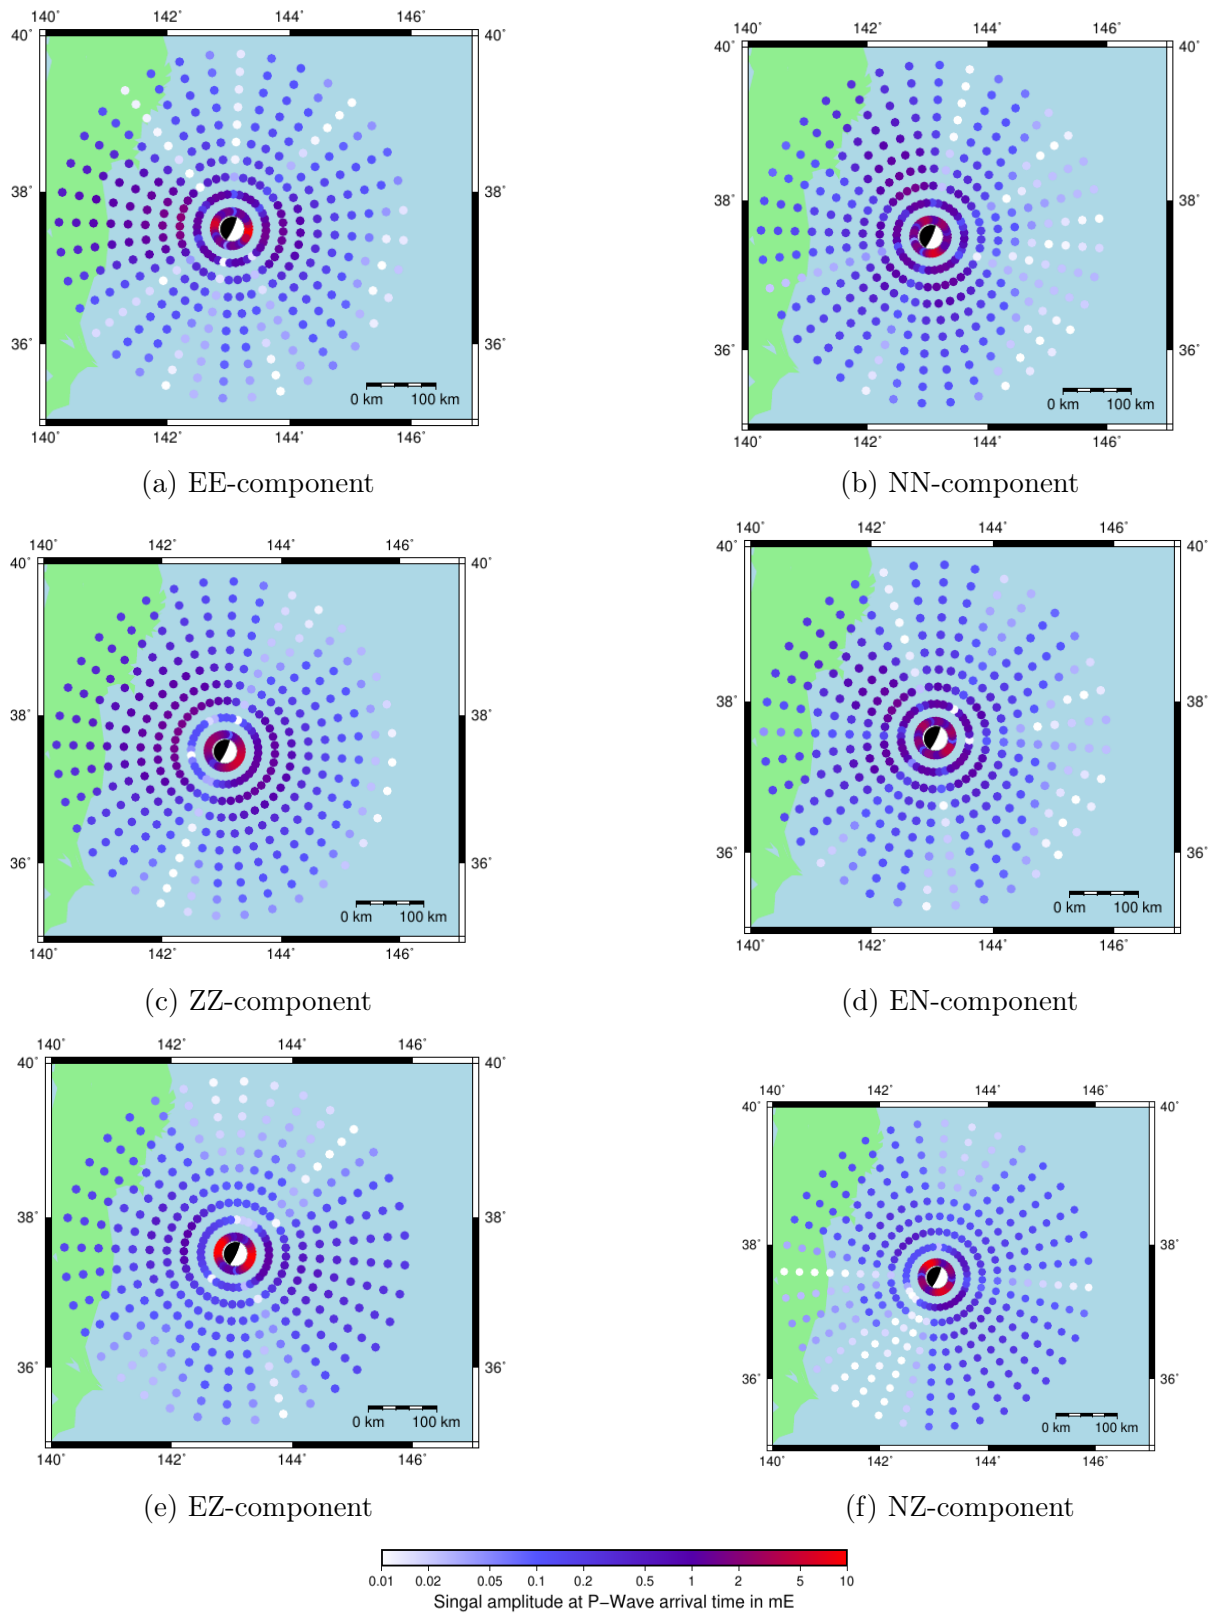 140° 142° 144° 146°
40° 40°
38° 38°
36° 36°
0 km 100 km
140° 142° 144° 146°
(a) EE-component
140° 142° 144° 146°
40° 40°
38° 38°
36° 36°
0 km 100 km
140° 142° 144° 146°
(b) NN-component
140° 142° 144° 146°
40° 40°
38° 38°
36° 36°
0 km 100 km
140° 142° 144° 146°
(c) ZZ-component
140° 142° 144° 146°
40° 40°
38° 38°
36° 36°
0 km 100 km
140° 142° 144° 146°
(d) EN-component
140° 142° 144° 146°
40° 40°
38° 38°
36° 36°
0 km 100 km
140° 142° 144° 146°
(e) EZ-component
140° 142° 144° 146°
40° 40°
38° 38°
36° 36°
0 km 100 km
140° 142° 144° 146°
(f) NZ-component
0.01 0.02 0.05 0.1 0.2 0.5 1 2 5 10
Singal amplitude at P−Wave arrival time in mE